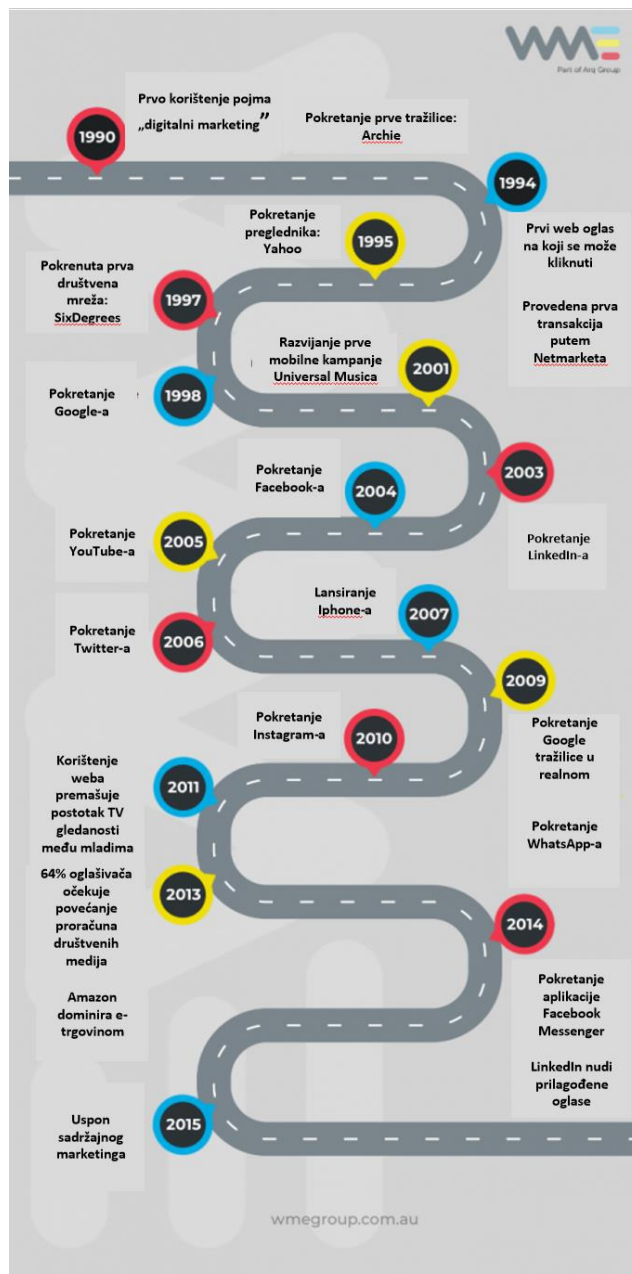 WME
Part of Arq Group
1990
Prvo korištenje pojma
„digitalni marketing”
Pokretanje prve tražilice:
Archie
1994
Prvi web oglas
na koji se može
kliknuti
Provedena prva
transakcija
putem
Netmarketa
Pokretanje
preglednika:
Yahoo
1995
Pokrenuta prva
društvena
mreža:
SixDegrees
1997
Pokretanje
Google-a
1998
Razvijanje prve
mobilne kampanje
Universal Musica
2001
2003
Pokretanje
LinkedIn-a
Pokretanje
Facebook-a
2004
Pokretanje
YouTube-a
2005
Pokretanje
Twitter-a
2006
Lansiranje
Iphone-a
2007
2009
Pokretanje
Google
tražilice u
realnom
Pokretanje
WhatsApp-a
Pokretanje
Instagram-a
2010
Korištenje
weba
premašuje
postotak TV
gledanosti
među mladima
2011
64% oglašivača
očekuje
povećanje
proračuna
društvenih
medija
2013
2014
Pokretanje
aplikacije
Facebook
Messenger
LinkedIn nudi
prilagođene
oglase
Amazon
dominira e-
trgovinom
Uspon
sadržajnog
marketinga
2015
wmegroup.com.au